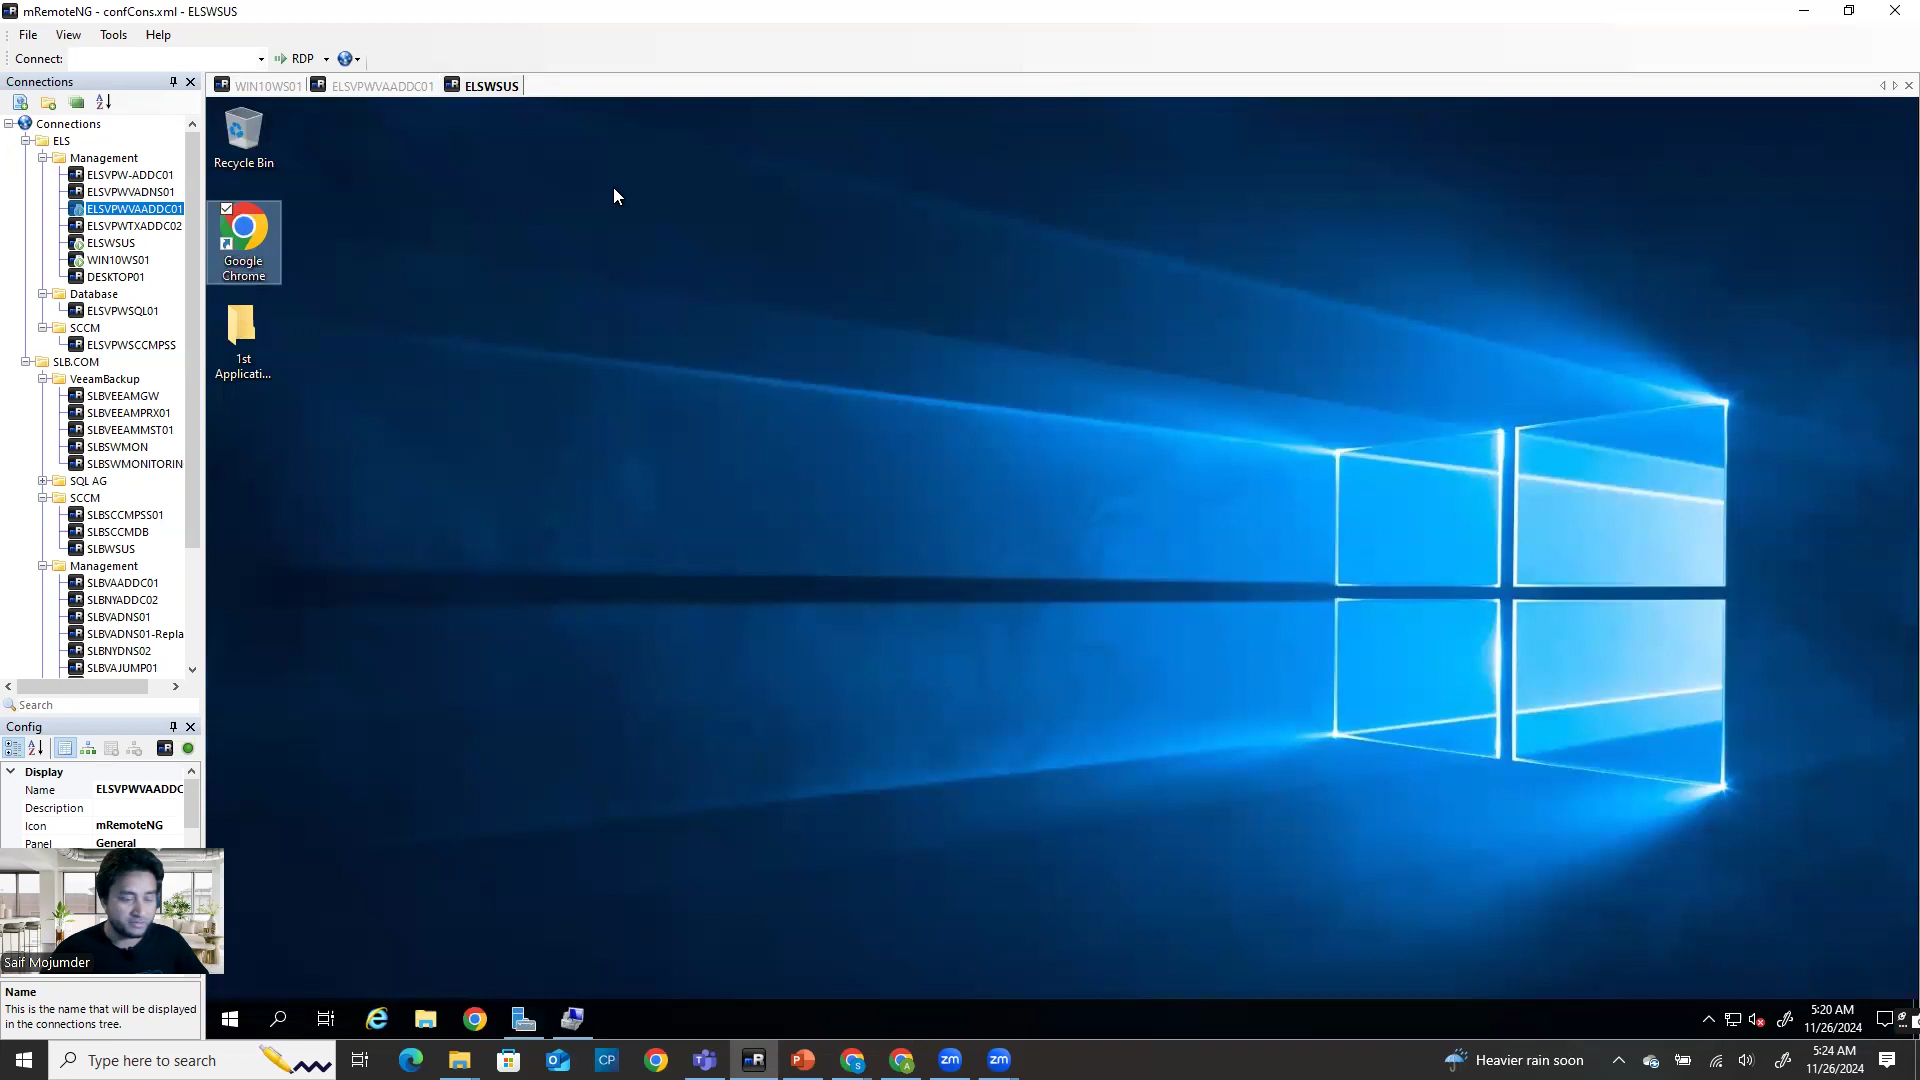 mRemoteNG - confCons.xml - ELSWSUS
File View Tools Help
Connect: RDP
Connections
WIN10WS01 ELSVPWVAADDC01 ELSWSUS
Connections
ELS
Management
ELSVPW-ADDC01
ELSVPWVADNS01
ELSVPWVAADDC01
ELSVPWTXADDC02
ELSWSUS
WIN10WS01
DESKTOP01
Database
ELSVPWSQL01
SCCM
ELSVPWSCCMPSS
SLB.COM
VeeamBackup
SLBVEEAMGW
SLBVEEAMPRX01
SLBVEEAMMST01
SLBSWMON
SLBSWMONITORIN
SQL AG
SCCM
SLBSCCMPSS01
SLBSCCMDB
SLBWSUS
Management
SLBVAADDC01
SLBNYADDC02
SLBVADNS01
SLBVADNS01-Repla
SLBNYDNS02
SLBVAJUMP01
Search
Config
Display
Name ELSVPWVAADDC
Description
Icon mRemoteNG
Panel General
Saif Mojumder
Name
This is the name that will be displayed
in the connections tree.
Recycle Bin
Google
Chrome
1st
Applicati...
5:20 AM
11/26/2024
Type here to search
Heavier rain soon
5:24 AM
11/26/2024